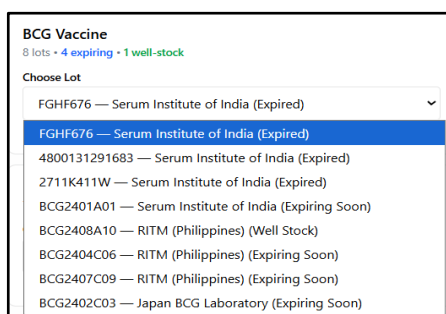 BCG Vaccine
8 lots • 4 expiring • 1 well-stock
Choose Lot
FGHF676 — Serum Institute of India (Expired)
FGHF676 — Serum Institute of India (Expired)
4800131291683 — Serum Institute of India (Expired)
2711K411W — Serum Institute of India (Expired)
BCG2401A01 — Serum Institute of India (Expiring Soon)
BCG2408A10 — RITM (Philippines) (Well Stock)
BCG2404C06 — RITM (Philippines) (Expiring Soon)
BCG2407C09 — RITM (Philippines) (Expiring Soon)
BCG2402C03 — Japan BCG Laboratory (Expiring Soon)